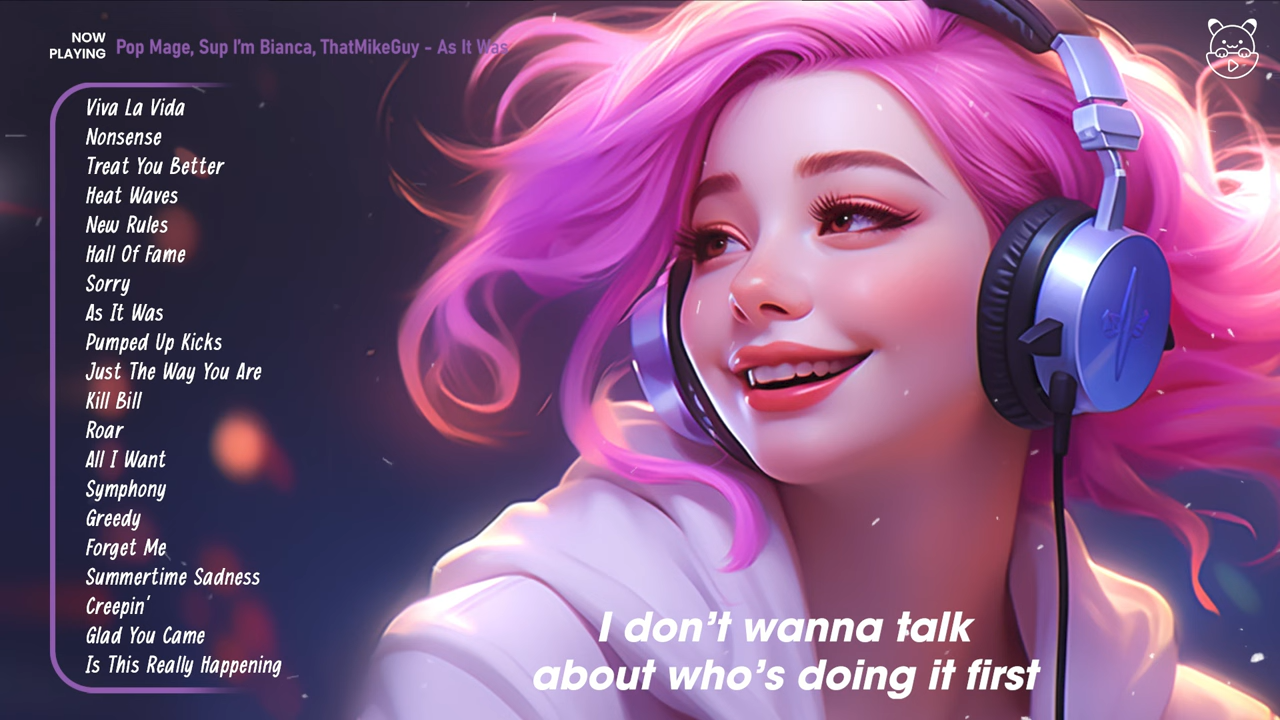 NOW
PLAYING
Pop Mage, Sup I'm Bianca, ThatMikeGuy - As It Was
Viva La Vida
Nonsense
Treat You Better
Heat Waves
New Rules
Hall Of Fame
Sorry
As It Was
Pumped Up Kicks
Just The Way You Are
Kill Bill
Roar
All I Want
Symphony
Greedy
Forget Me
Summertime Sadness
Creepin'
Glad You Came
Is This Really Happening
I don't wanna talk
about who's doing it first